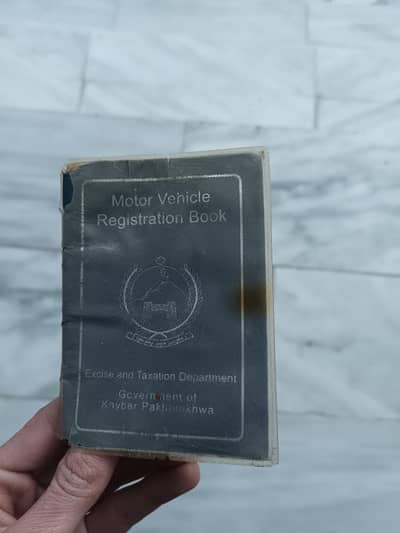 Motor Vehicle
Registration Book
Excise and Taxation Department
Government of
Khyber Pakhtunkhwa